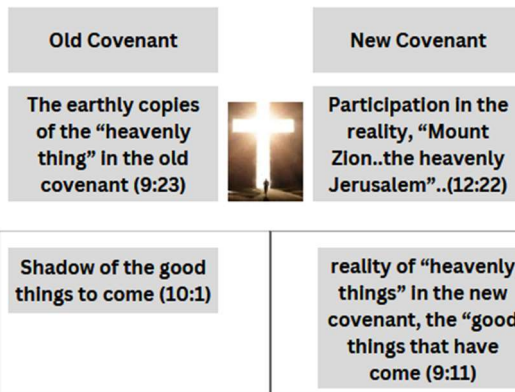 Old Covenant
New Covenant
The earthly copies
of the “heavenly
thing” in the old
covenant (9:23)
Participation in the
reality, “Mount
Zion..the heavenly
Jerusalem”..(12:22)
Shadow of the good
things to come (10:1)
reality of “heavenly
things” in the new
covenant, the “good
things that have
come (9:11)